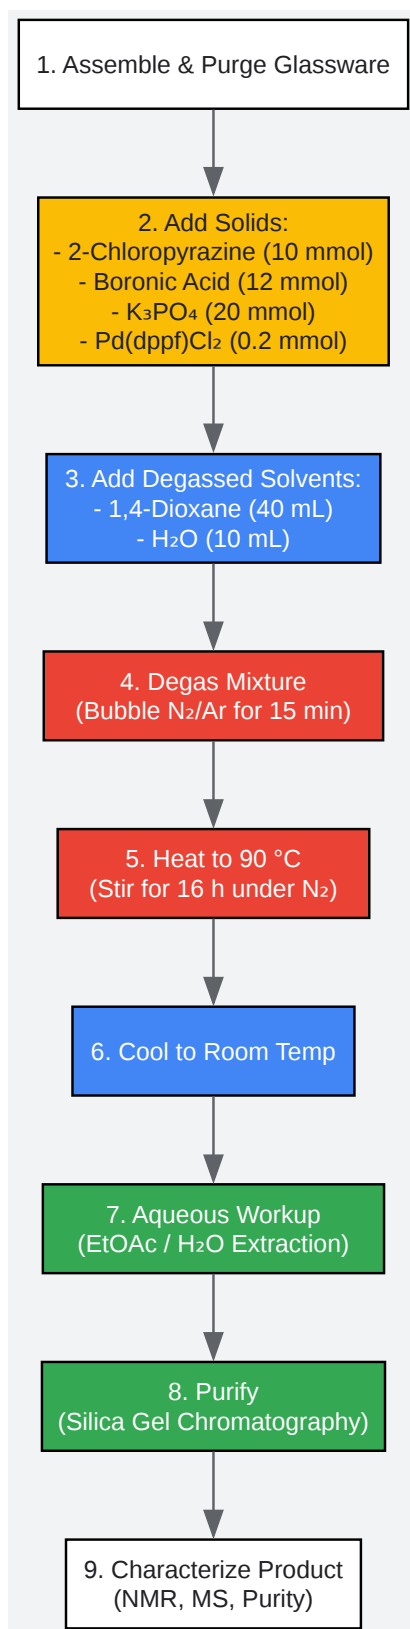 1. Assemble & Purge Glassware
2. Add Solids:
- 2-Chloropyrazine (10 mmol)
- Boronic Acid (12 mmol)
- K₃PO₄ (20 mmol)
- Pd(dppf)Cl₂ (0.2 mmol)
3. Add Degassed Solvents:
- 1,4-Dioxane (40 mL)
- H₂O (10 mL)
4. Degas Mixture
(Bubble N₂/Ar for 15 min)
5. Heat to 90 °C
(Stir for 16 h under N₂)
6. Cool to Room Temp
7. Aqueous Workup
(EtOAc / H₂O Extraction)
8. Purify
(Silica Gel Chromatography)
9. Characterize Product
(NMR, MS, Purity)